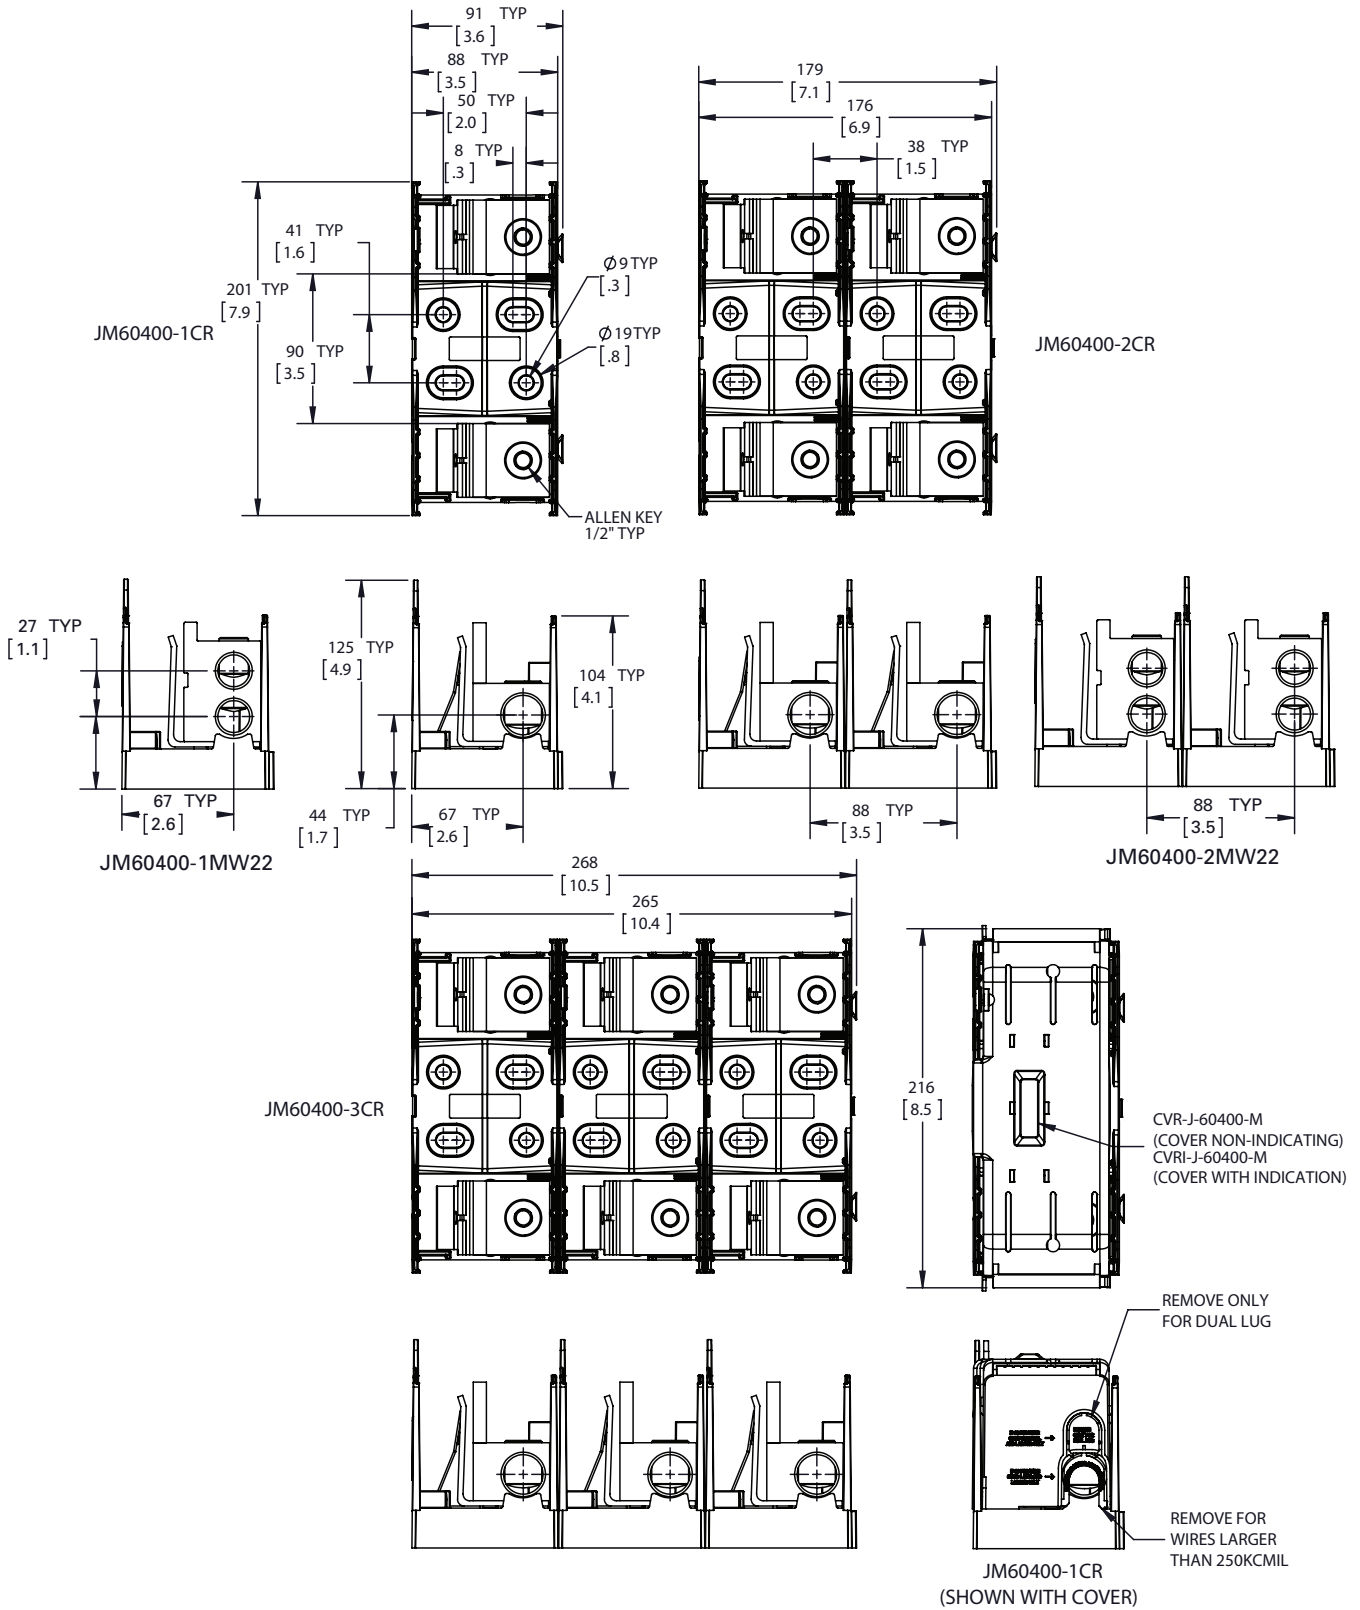 91 TYP
[3.6]
88 TYP
[3.5]
50 TYP
[2.0]
8 TYP
[.3]
179
[7.1]
176
[6.9]
38 TYP
[1.5]
41 TYP
[1.6]
201 TYP
[7.9]
90 TYP
[3.5]
Ø9 TYP
[.3]
Ø19 TYP
[.8]
JM60400-1CR
JM60400-2CR
ALLEN KEY
1/2" TYP
27 TYP
[1.1]
67 TYP
[2.6]
JM60400-1MW22
125 TYP
[4.9]
104 TYP
[4.1]
44 TYP
[1.7]
67 TYP
[2.6]
88 TYP
[3.5]
88 TYP
[3.5]
JM60400-2MW22
268
[10.5]
265
[10.4]
JM60400-3CR
216
[8.5]
CVR-J-60400-M
(COVER NON-INDICATING)
CVRI-J-60400-M
(COVER WITH INDICATION)
REMOVE ONLY
FOR DUAL LUG
REMOVE FOR
WIRES LARGER
THAN 250KCMIL
JM60400-1CR
(SHOWN WITH COVER)